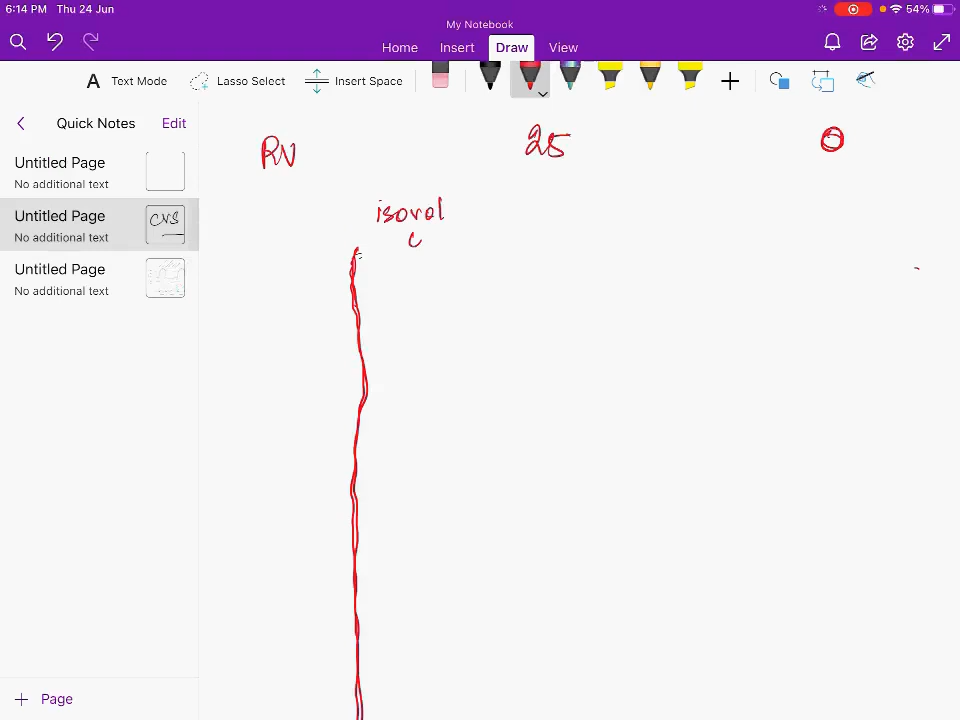 6:14 PM Thu 24 Jun
54%
My Notebook
Home Insert Draw View
A Text Mode Lasso Select Insert Space
Quick Notes Edit
Untitled Page
No additional text
Untitled Page
No additional text
CNS
Untitled Page
No additional text
+ Page
RV 25 0
isovol
C